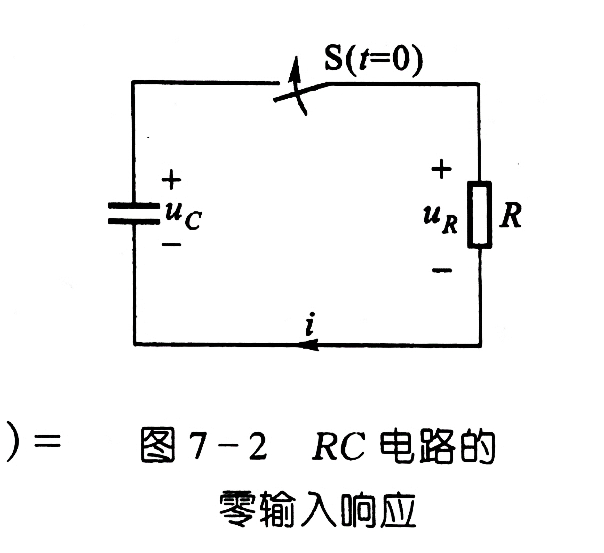 S(t=0)
+ +
u_C u_R R
− −
i
)= 图 7-2 RC 电路的
零输入响应